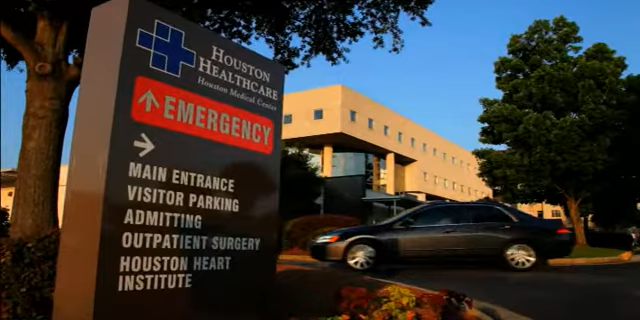 HOUSTON
HEALTHCARE
Houston Medical Center
EMERGENCY
MAIN ENTRANCE
VISITOR PARKING
ADMITTING
OUTPATIENT SURGERY
HOUSTON HEART
INSTITUTE